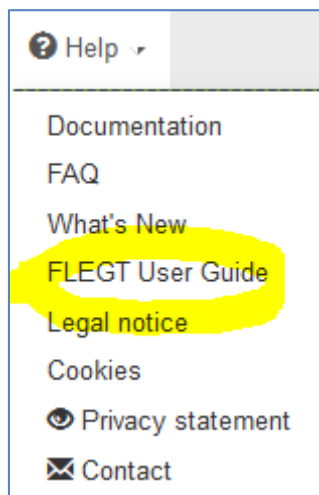 Help
Documentation
FAQ
What's New
FLEGT User Guide
Legal notice
Cookies
Privacy statement
Contact